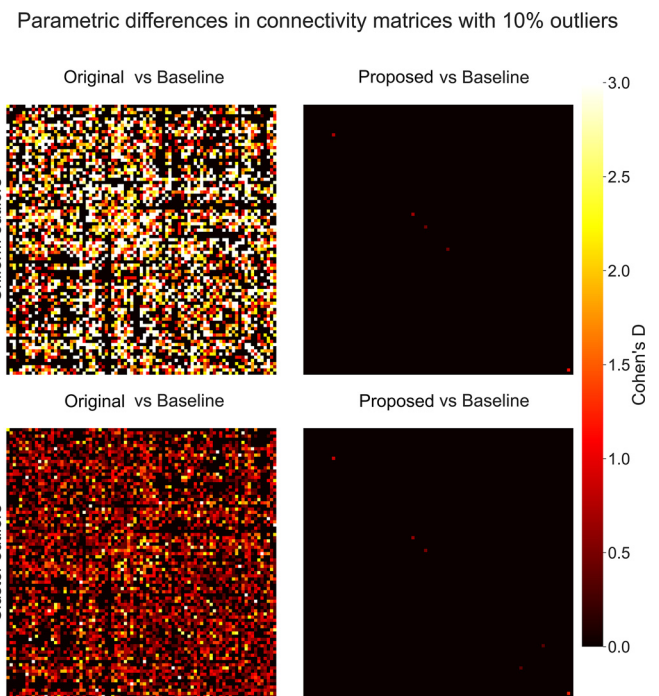 Parametric differences in connectivity matrices with 10% outliers
Original vs Baseline
Proposed vs Baseline
3.0
2.5
2.0
1.5
1.0
0.5
0.0
Cohen's D
Original vs Baseline
Proposed vs Baseline